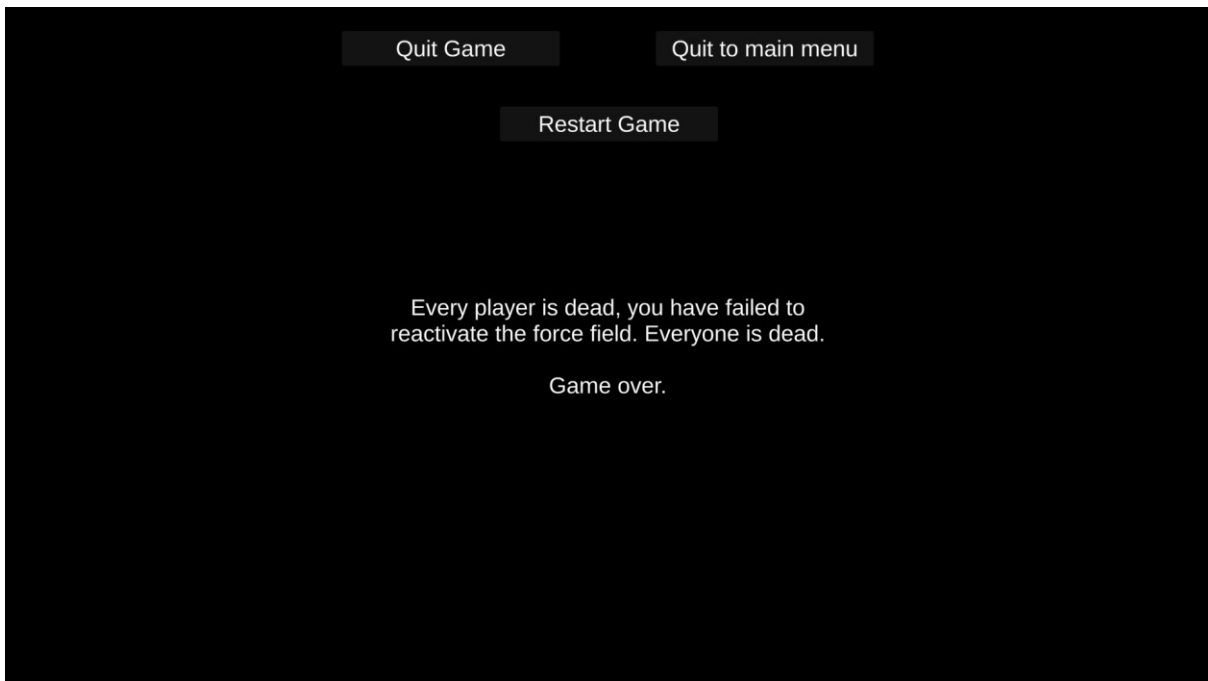 Quit Game
Quit to main menu
Restart Game
Every player is dead, you have failed to
reactivate the force field. Everyone is dead.
Game over.